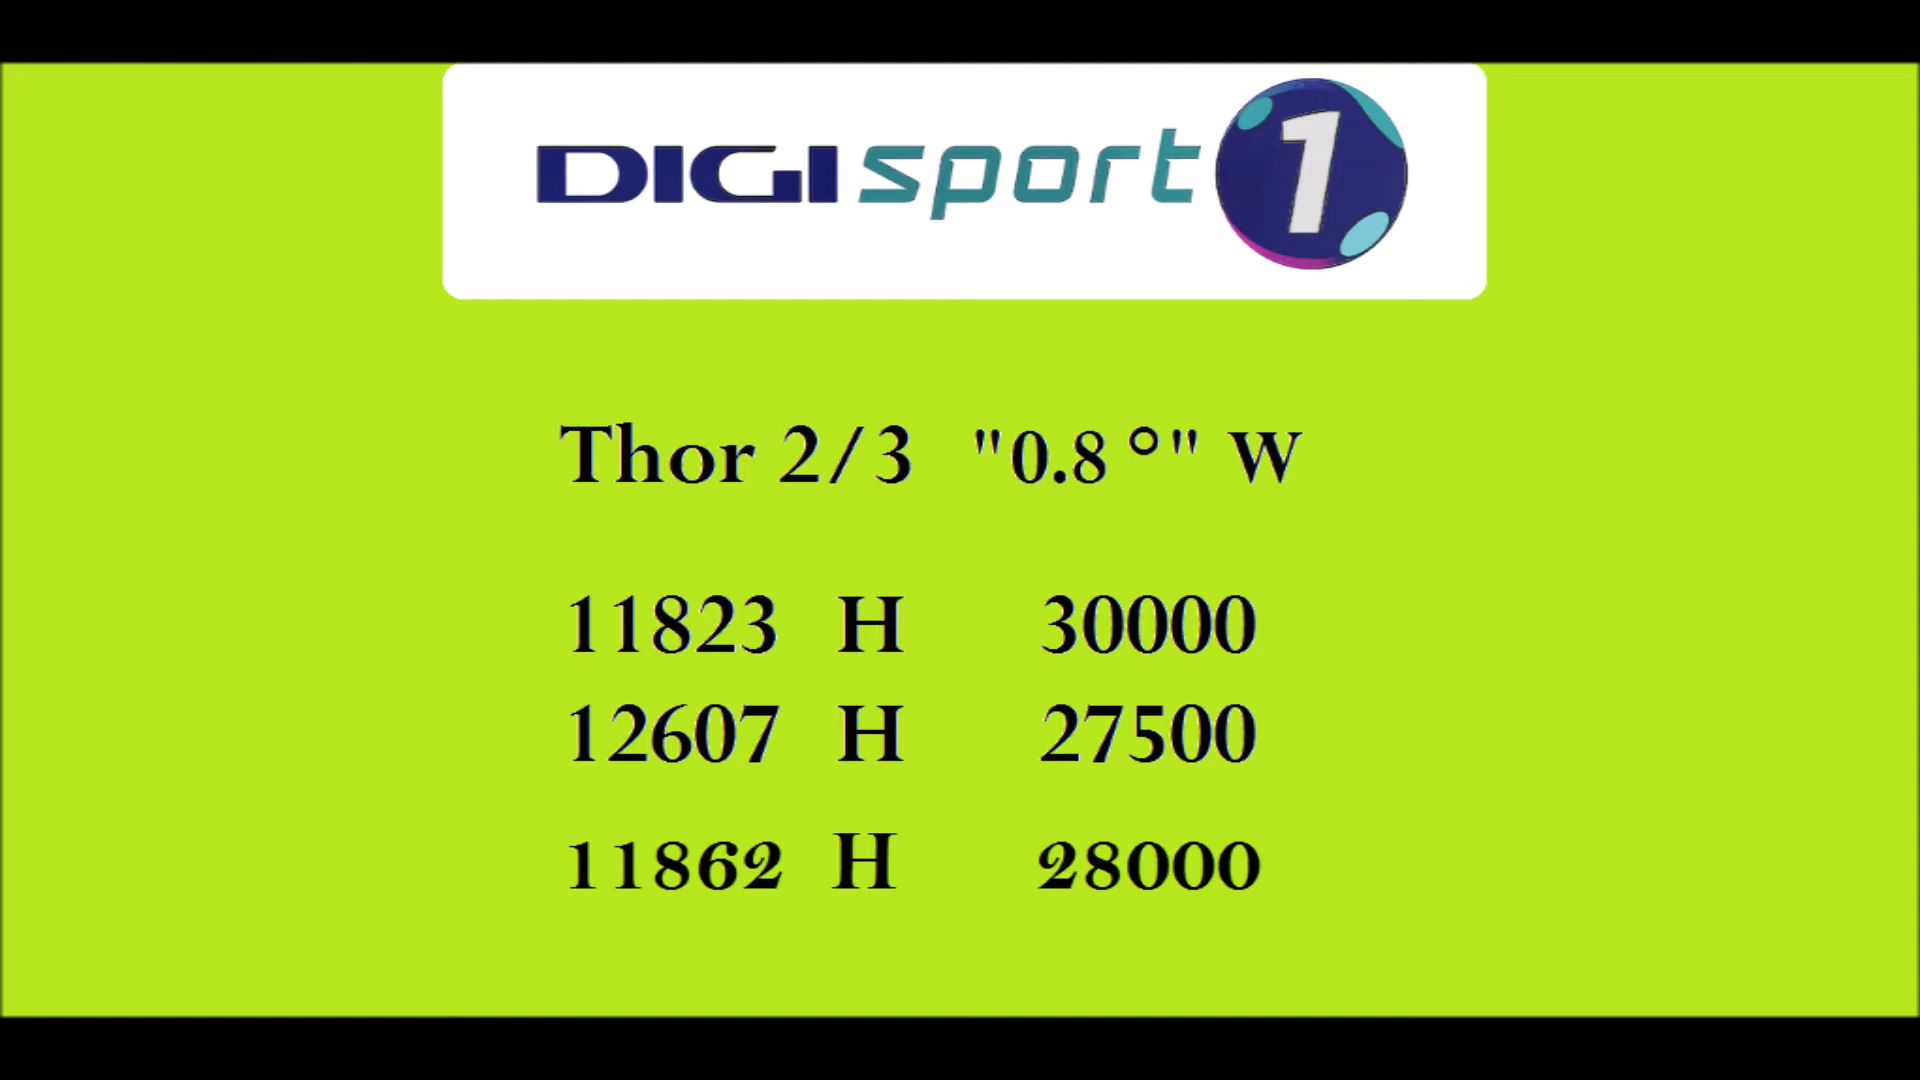 DIGI sport 1
Thor 2/3 "0.8 °" W
11823 H 30000
12607 H 27500
11862 H 28000